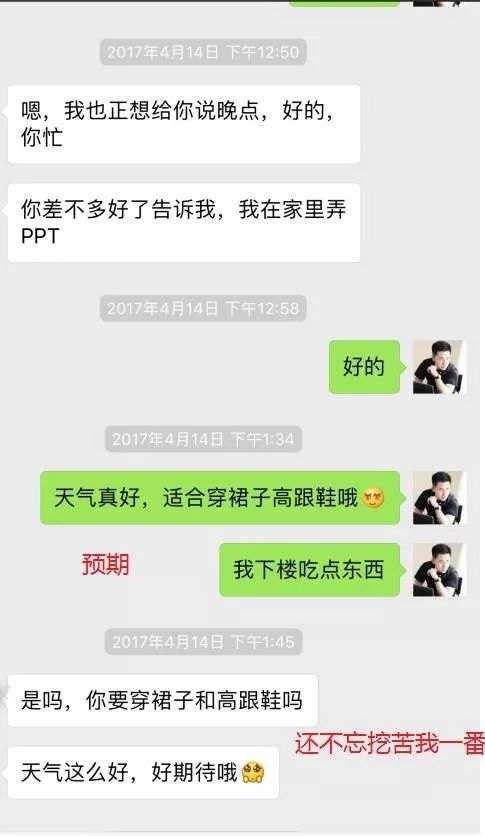 2017年4月14日 下午12:50
嗯，我也正想给你说晚点，好的，
你忙
你差不多好了告诉我，我在家里弄
PPT
2017年4月14日 下午12:58
好的
2017年4月14日 下午1:34
天气真好，适合穿裙子高跟鞋哦
预期
我下楼吃点东西
2017年4月14日 下午1:45
是吗，你要穿裙子和高跟鞋吗
还不忘挖苦我一番
天气这么好，好期待哦